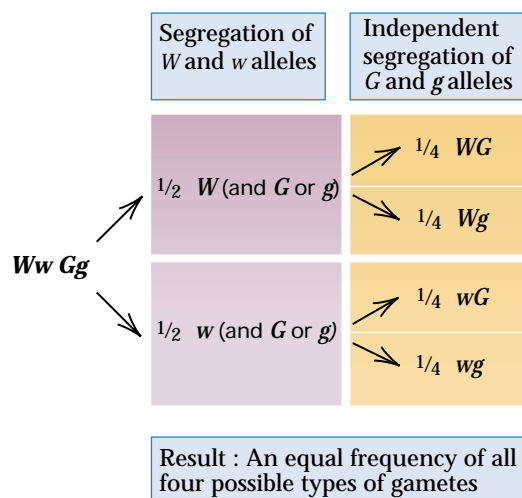 Segregation of
W and w alleles
Independent
segregation of
G and g alleles
Ww Gg
1/2 W (and G or g)
1/4 WG
1/4 Wg
1/2 w (and G or g)
1/4 wG
1/4 wg
Result : An equal frequency of all
four possible types of gametes